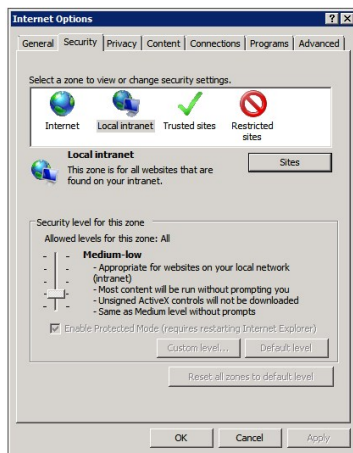 Internet Options
General Security Privacy Content Connections Programs Advanced
Select a zone to view or change security settings.
Internet Local intranet Trusted sites Restricted
sites
Local intranet
This zone is for all websites that are
found on your intranet.
Sites
Security level for this zone
Allowed levels for this zone: All
Medium-low
- Appropriate for websites on your local network
(intranet)
- Most content will be run without prompting you
- Unsigned ActiveX controls will not be downloaded
- Same as Medium level without prompts
Enable Protected Mode (requires restarting Internet Explorer)
Custom level... Default level
Reset all zones to default level
OK Cancel Apply